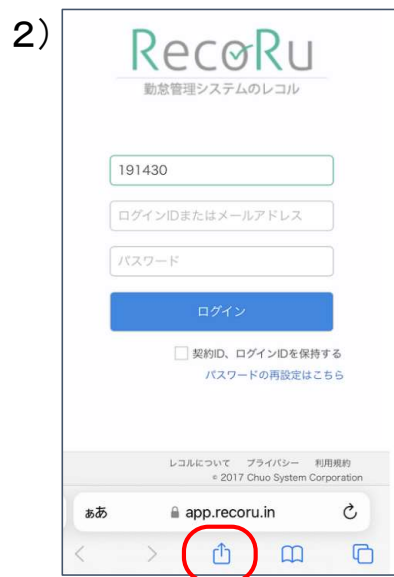 2)
RecoRu
勤怠管理システムのレコル
191430
ログインIDまたはメールアドレス
パスワード
ログイン
契約ID、ログインIDを保持する
パスワードの再設定はこちら
レコルについて プライバシー 利用規約
© 2017 Chuo System Corporation
ぁあ app.recoru.in